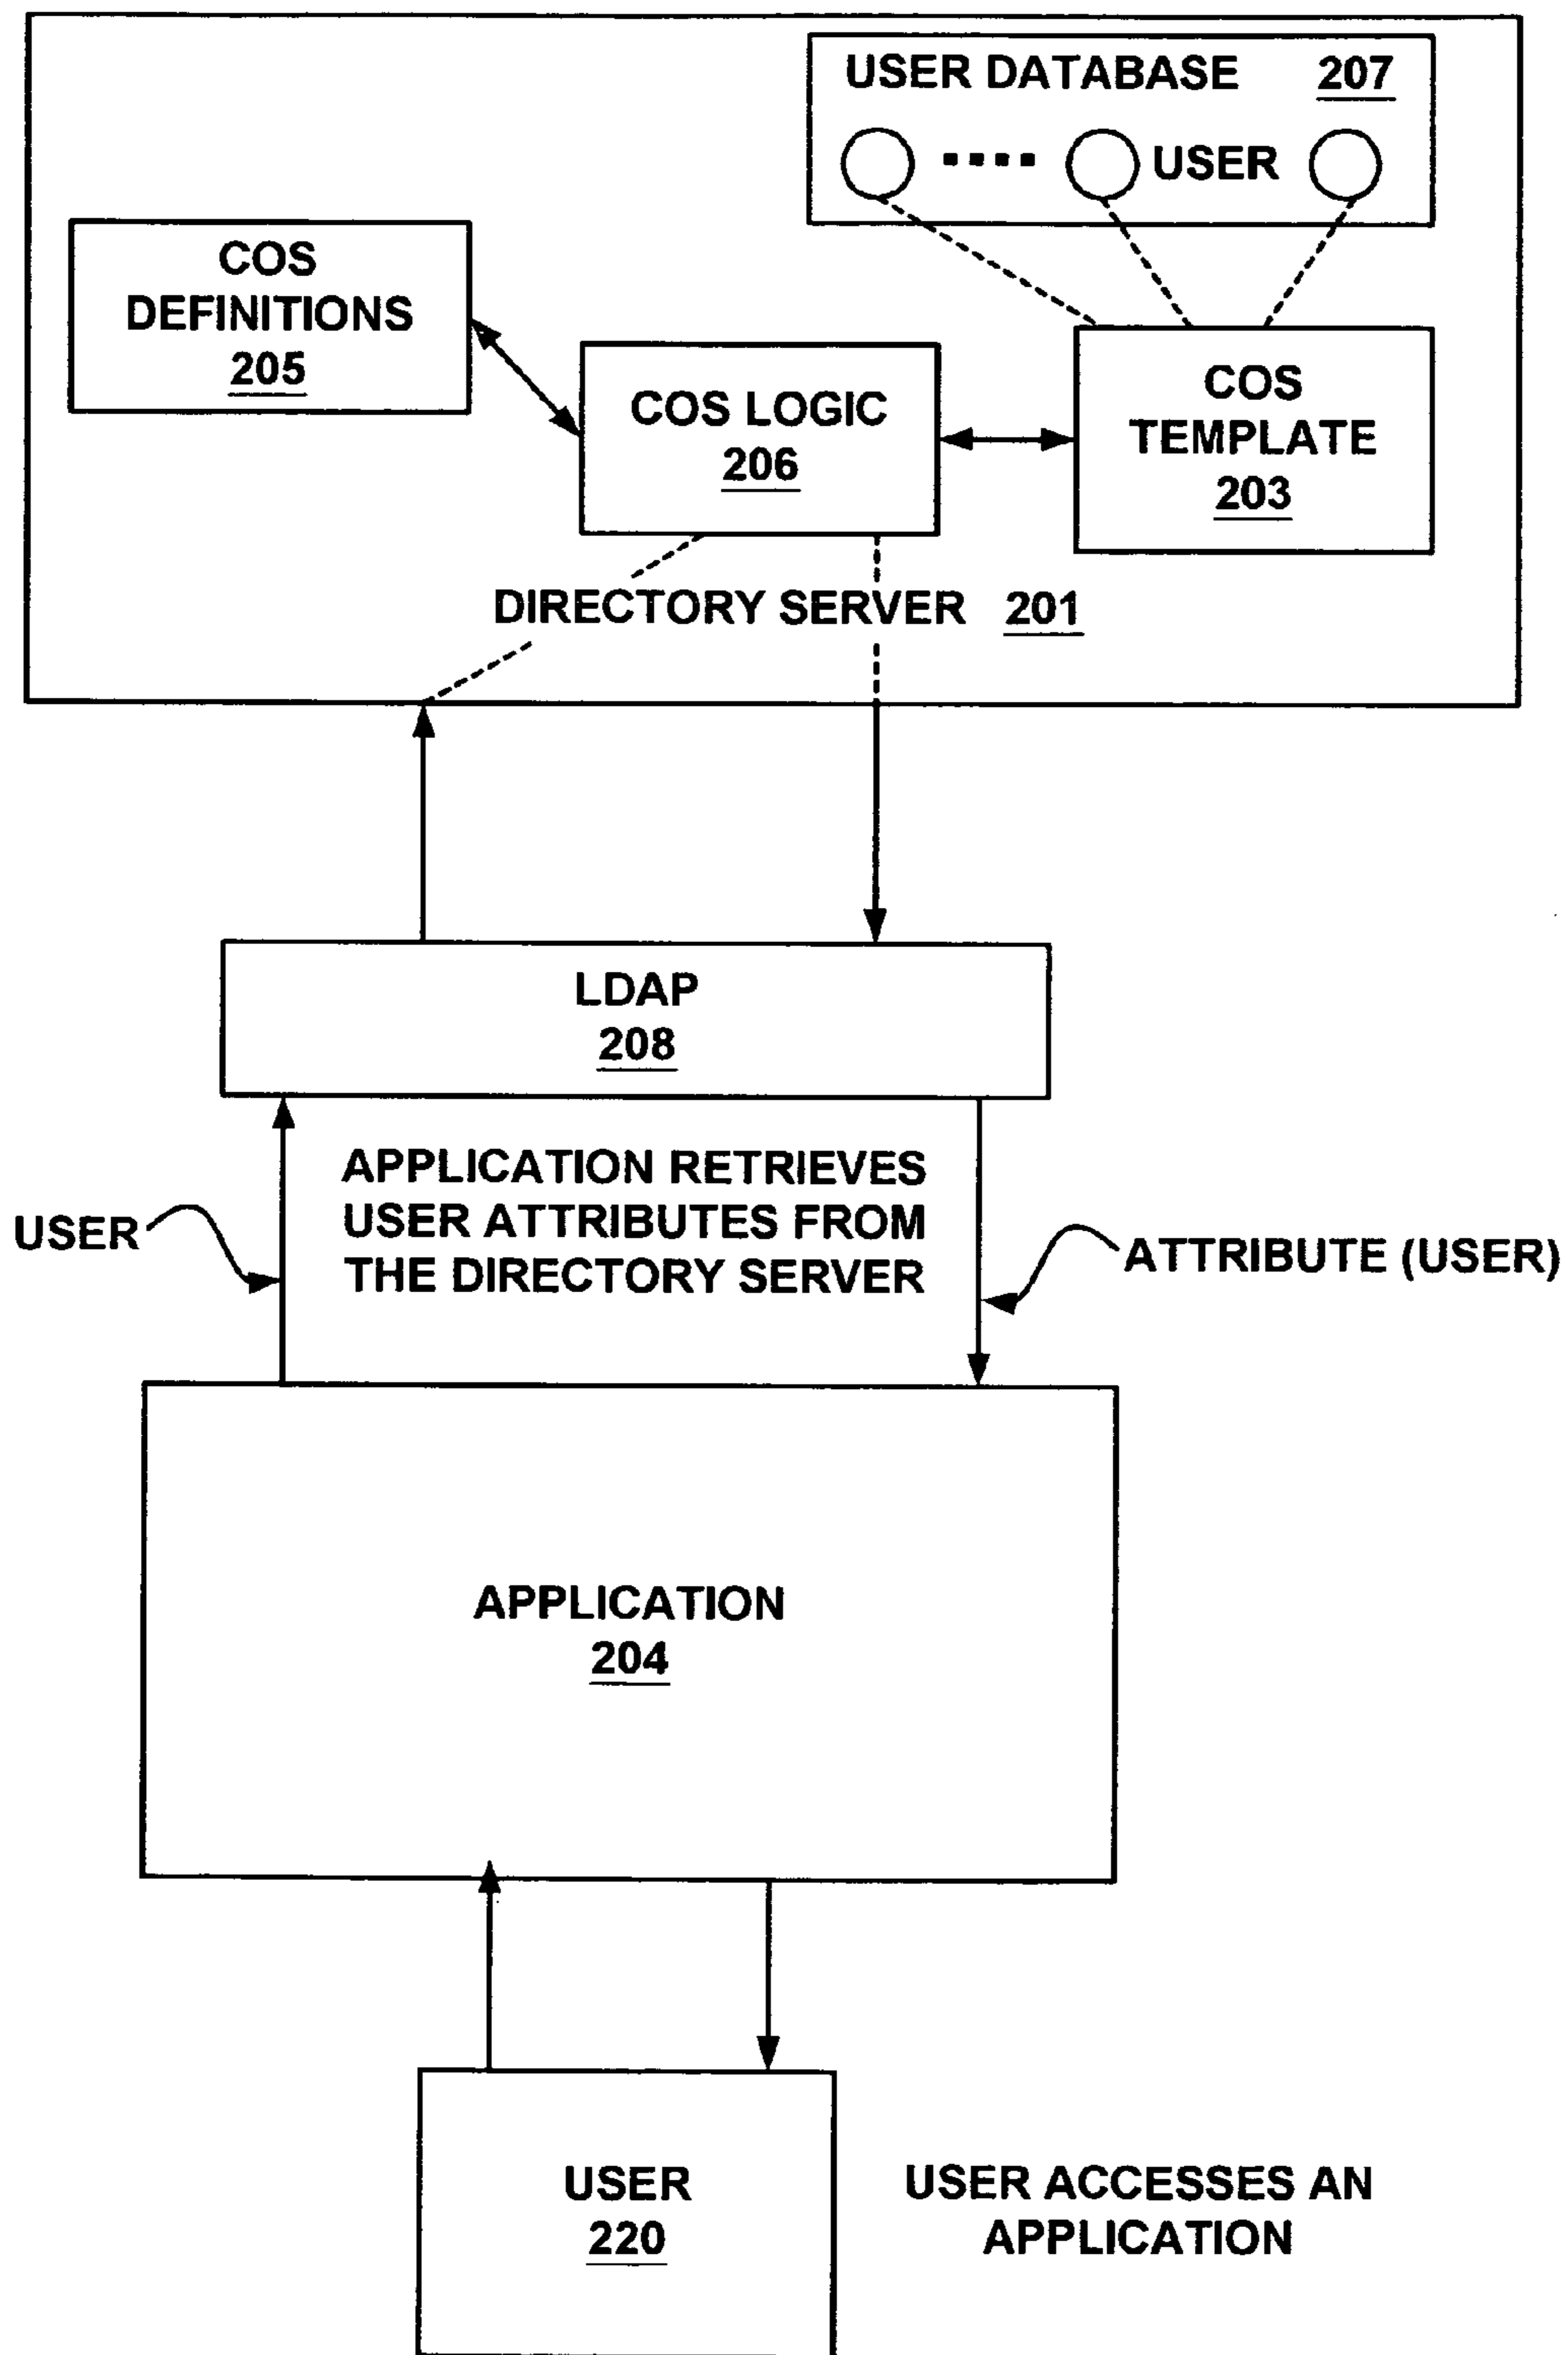 USER DATABASE 207
USER
COS
DEFINITIONS
205
COS LOGIC
206
COS
TEMPLATE
203
DIRECTORY SERVER 201
LDAP
208
APPLICATION RETRIEVES
USER ATTRIBUTES FROM
THE DIRECTORY SERVER
USER
ATTRIBUTE (USER)
APPLICATION
204
USER
220
USER ACCESSES AN
APPLICATION